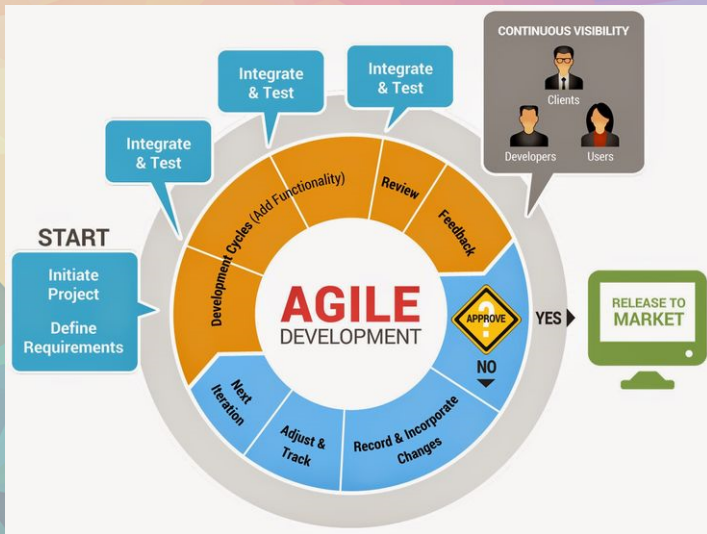 CONTINUOUS VISIBILITY
Clients
Developers
Users
Integrate
& Test
Integrate
& Test
Integrate
& Test
START
Initiate
Project
Define
Requirements
Development Cycles (Add Functionality)
Review
Feedback
AGILE
DEVELOPMENT
?
APPROVE
YES
NO
RELEASE TO
MARKET
Record & Incorporate
Changes
Adjust &
Track
Next
Iteration